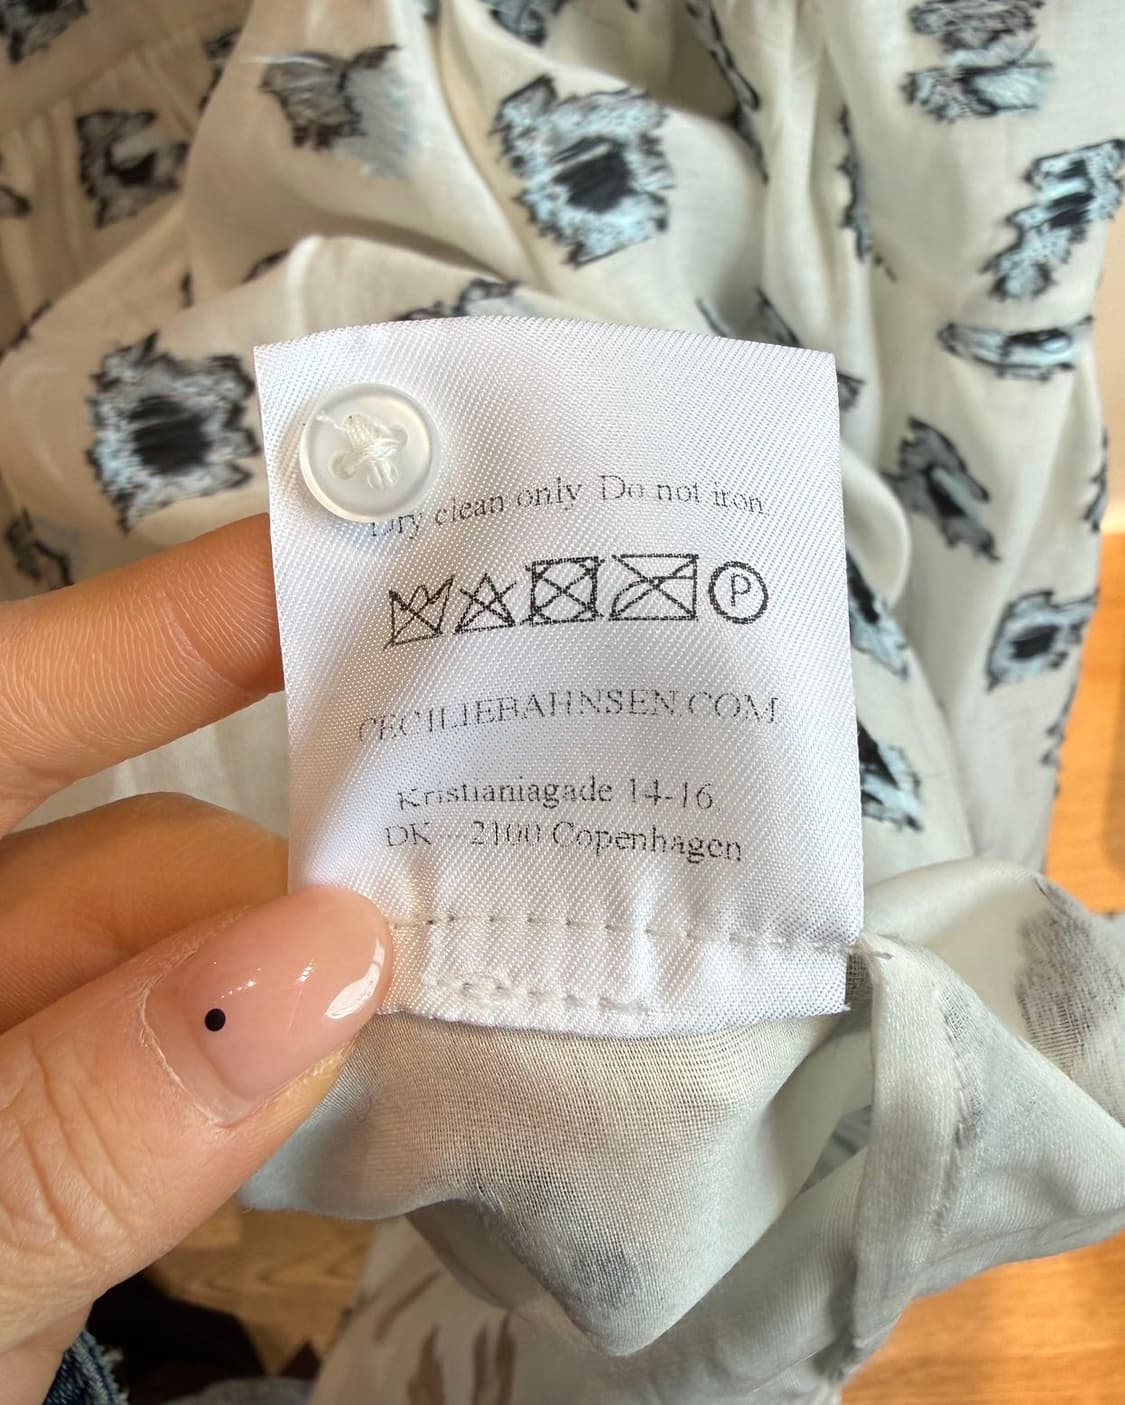 Dry clean only Do not iron
P
CECILIEBAHNSEN.COM
Kristianiagade 14-16
DK - 2100 Copenhagen